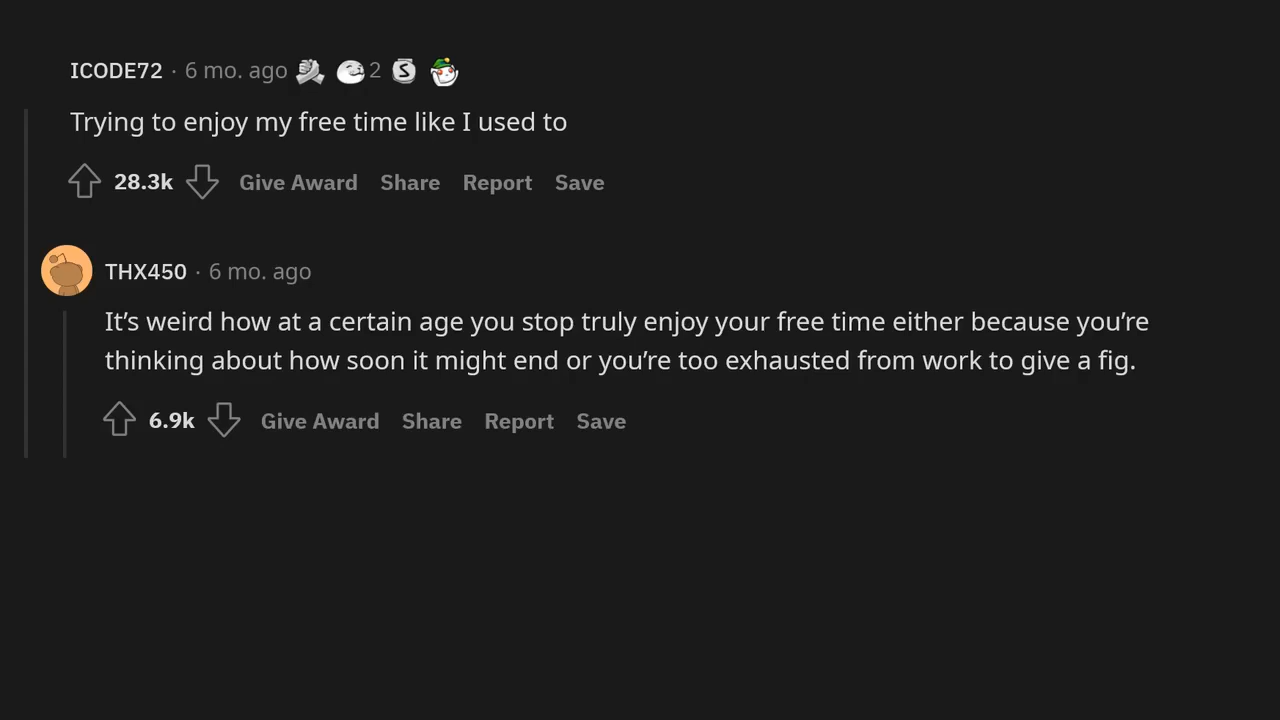 ICODE72 · 6 mo. ago 2 S
Trying to enjoy my free time like I used to
28.3k Give Award Share Report Save
THX450 · 6 mo. ago
It’s weird how at a certain age you stop truly enjoy your free time either because you’re
thinking about how soon it might end or you’re too exhausted from work to give a fig.
6.9k Give Award Share Report Save